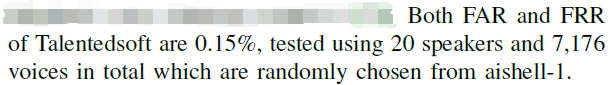 Both FAR and FRR
of Talentedsoft are 0.15%, tested using 20 speakers and 7,176
voices in total which are randomly chosen from aishell-1.